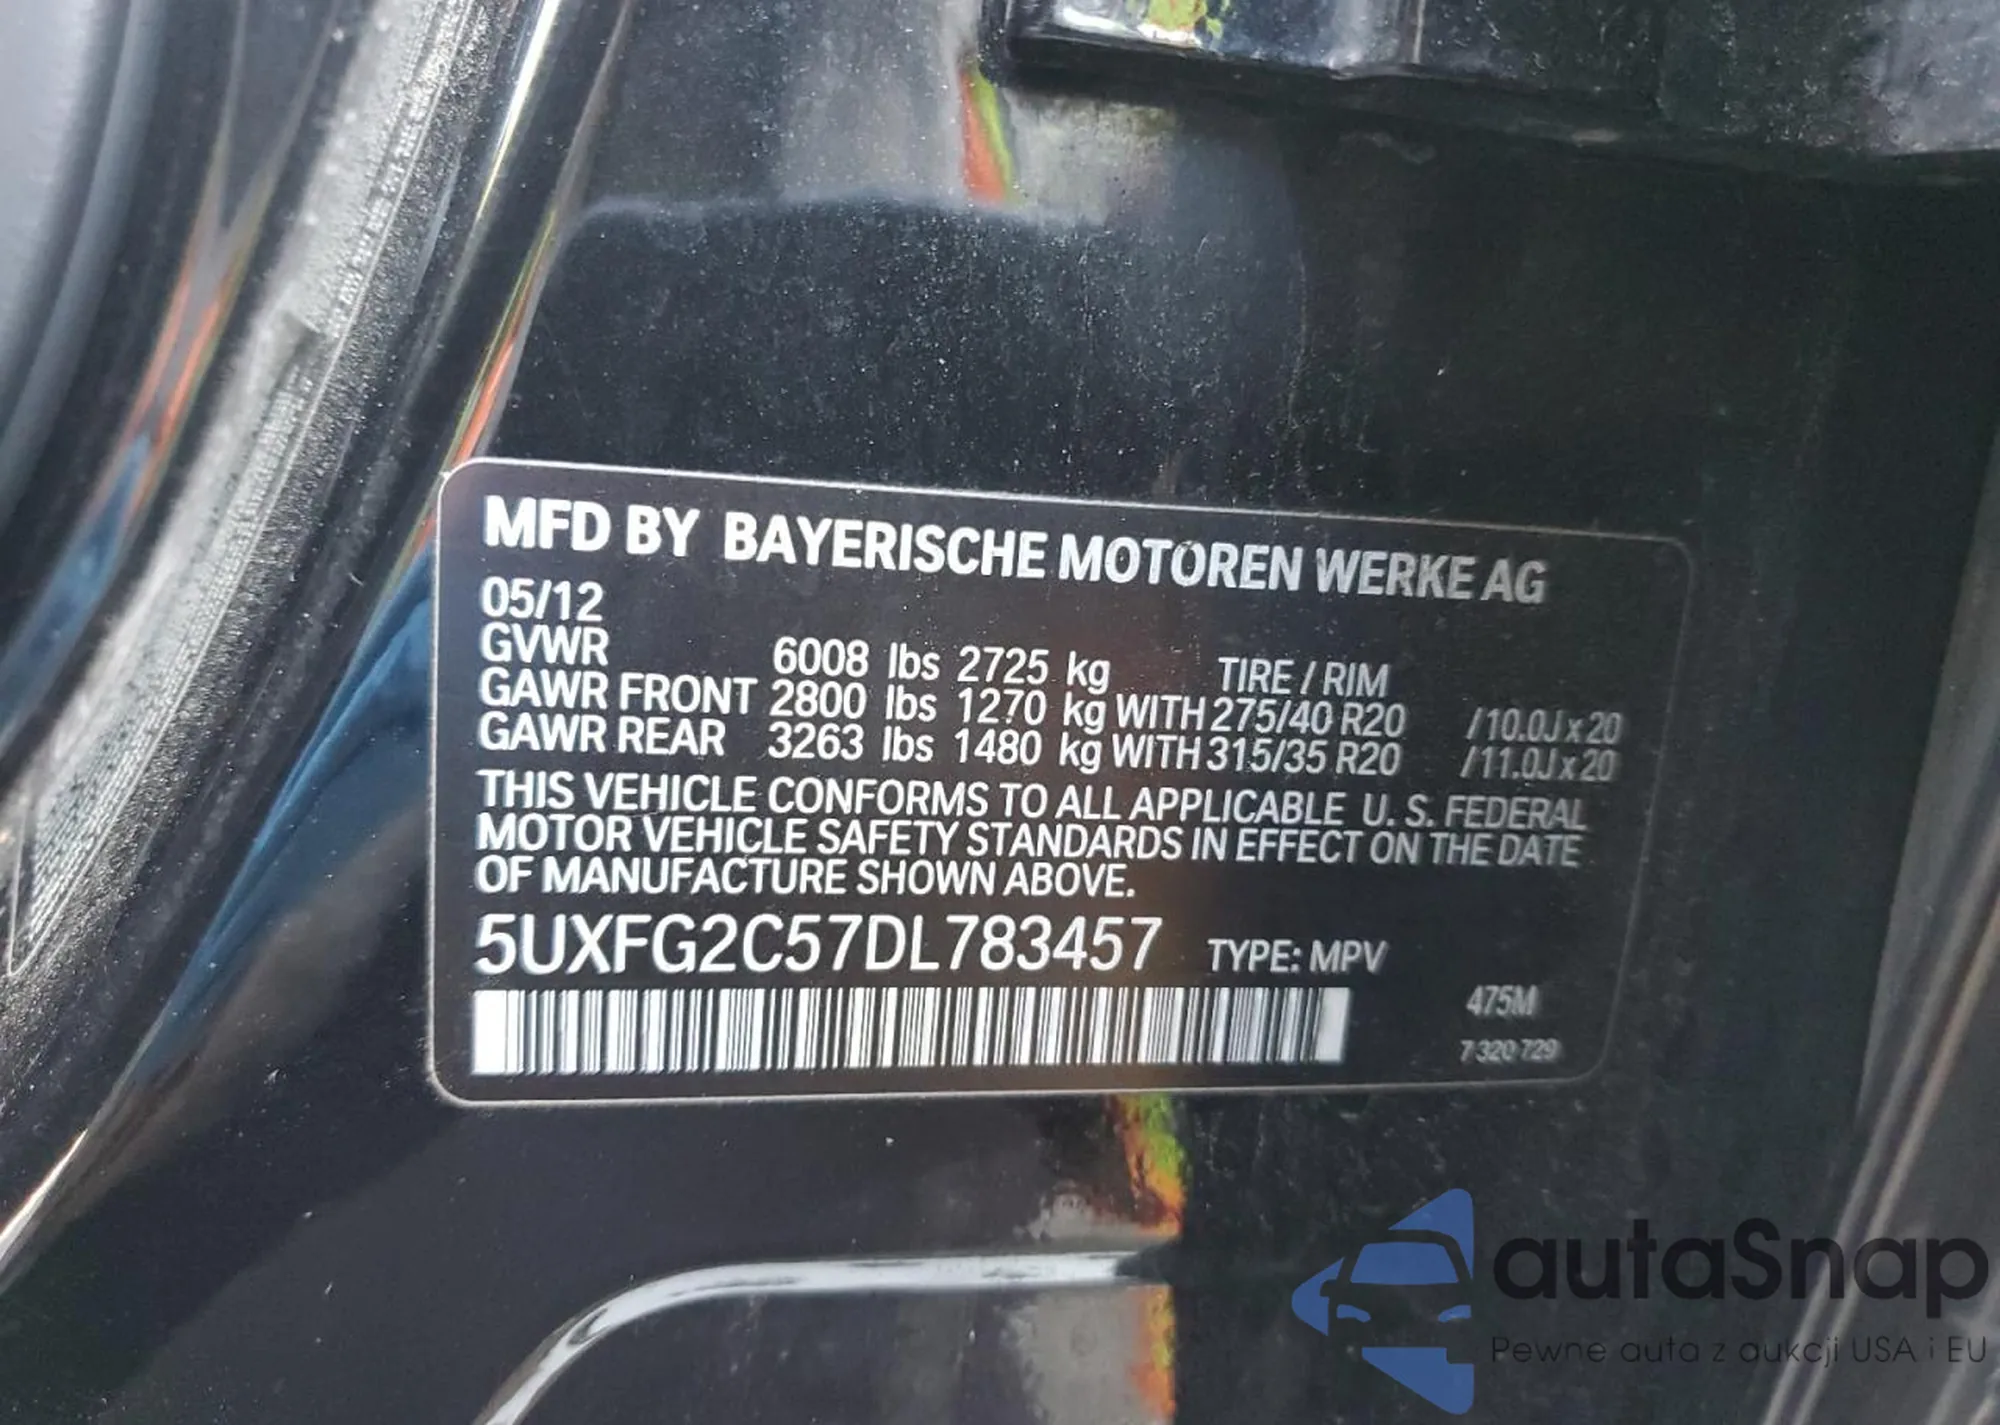 MFD BY BAYERISCHE MOTOREN WERKE AG
05/12
GVWR 6008 lbs 2725 kg TIRE / RIM
GAWR FRONT 2800 lbs 1270 kg WITH 275/40 R20 /10.0J x 20
GAWR REAR 3263 lbs 1480 kg WITH 315/35 R20 /11.0J x 20
THIS VEHICLE CONFORMS TO ALL APPLICABLE U. S. FEDERAL
MOTOR VEHICLE SAFETY STANDARDS IN EFFECT ON THE DATE
OF MANUFACTURE SHOWN ABOVE.
5UXFG2C57DL783457 TYPE: MPV
475M
7 320 729
autaSnap
Pewne auta z aukcji USA i EU